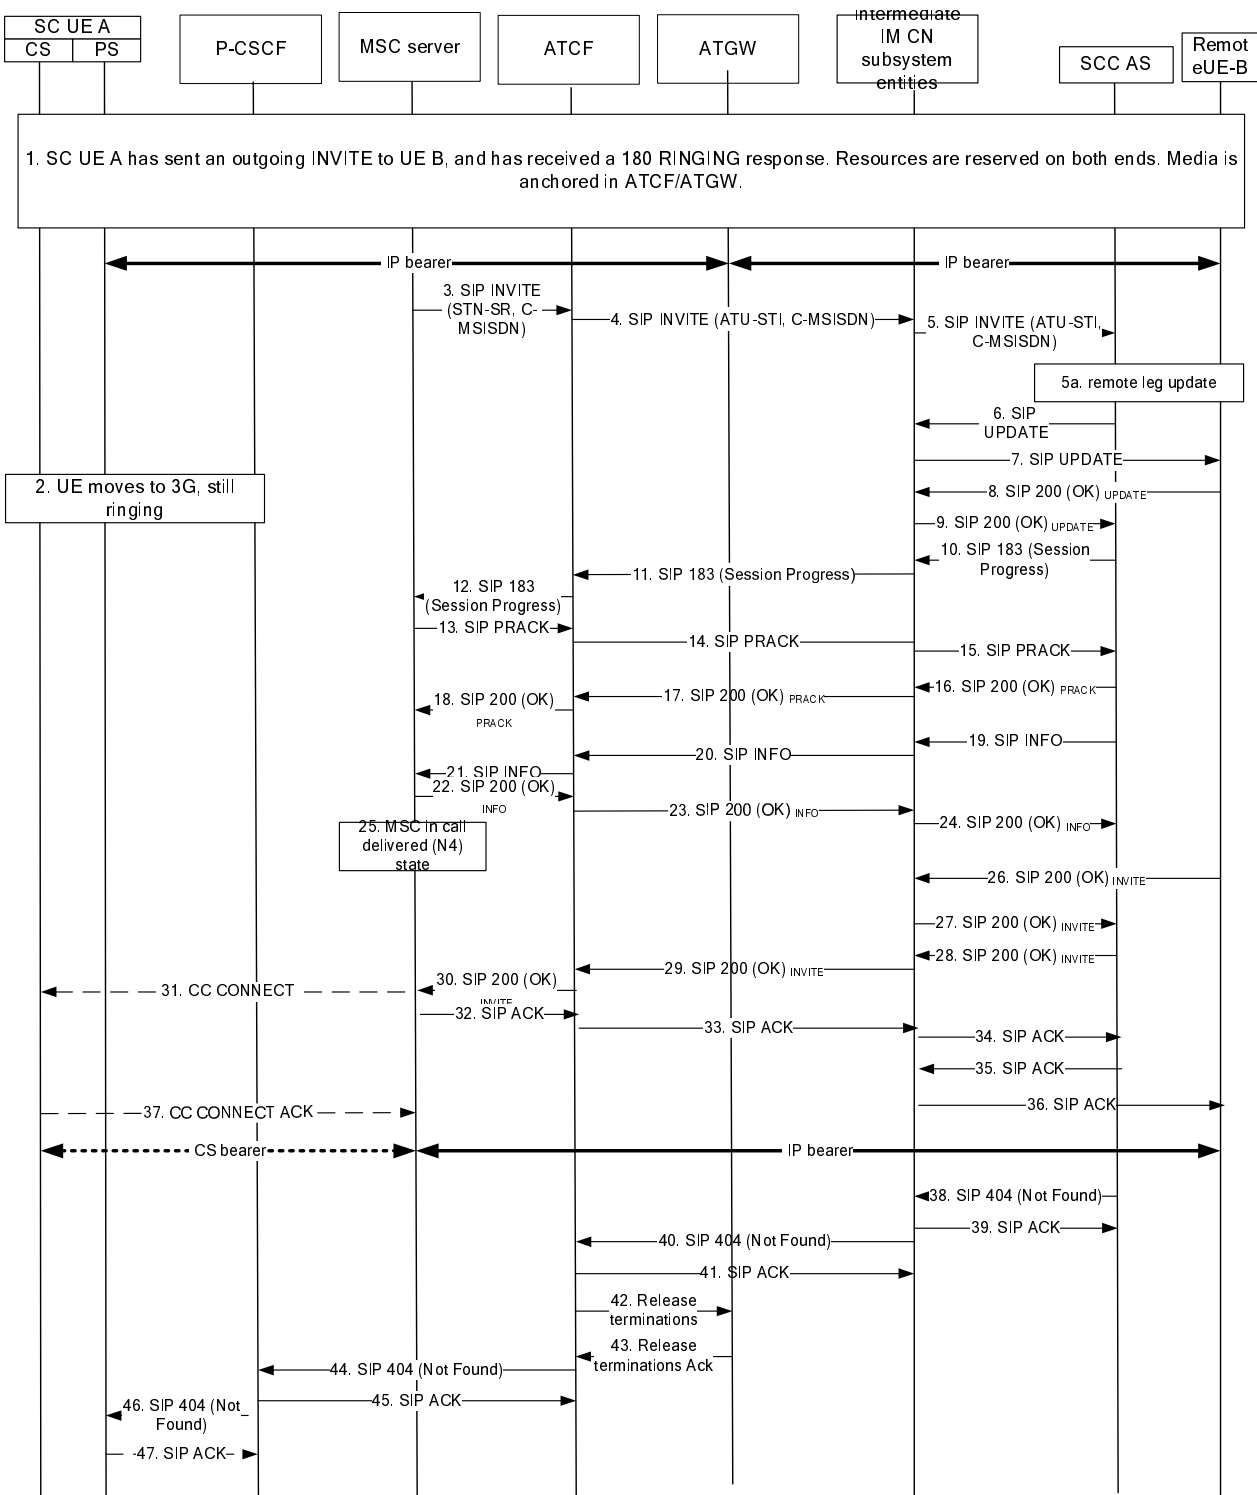 SC UE A
CS
PS
P-CSCF
MSC server
ATCF
ATGW
Intermediate
IM CN
subsystem
entities
SCC AS
Remot
eUE-B
1. SC UE A has sent an outgoing INVITE to UE B, and has received a 180 RINGING response. Resources are reserved on both ends. Media is
anchored in ATCF/ATGW.
IP bearer
IP bearer
3. SIP INVITE
(STN-SR, C-
MSISDN)
4. SIP INVITE (ATU-STI, C-MSISDN)
5. SIP INVITE (ATU-STI,
C-MSISDN)
5a. remote leg update
6. SIP
UPDATE
7. SIP UPDATE
2. UE moves to 3G, still
ringing
8. SIP 200 (OK) UPDATE
9. SIP 200 (OK) UPDATE
10. SIP 183 (Session
Progress)
11. SIP 183 (Session Progress)
12. SIP 183
(Session Progress)
13. SIP PRACK
14. SIP PRACK
15. SIP PRACK
16. SIP 200 (OK) PRACK
17. SIP 200 (OK) PRACK
18. SIP 200 (OK)
PRACK
19. SIP INFO
20. SIP INFO
21. SIP INFO
22. SIP 200 (OK)
INFO
23. SIP 200 (OK) INFO
24. SIP 200 (OK) INFO
25. MSC in call
delivered (N4)
state
26. SIP 200 (OK) INVITE
27. SIP 200 (OK) INVITE
28. SIP 200 (OK) INVITE
29. SIP 200 (OK) INVITE
30. SIP 200 (OK)
INVITE
31. CC CONNECT
32. SIP ACK
33. SIP ACK
34. SIP ACK
35. SIP ACK
36. SIP ACK
37. CC CONNECT ACK
CS bearer
IP bearer
38. SIP 404 (Not Found)
39. SIP ACK
40. SIP 404 (Not Found)
41. SIP ACK
42. Release
terminations
43. Release
terminations Ack
44. SIP 404 (Not Found)
45. SIP ACK
46. SIP 404 (Not
Found)
47. SIP ACK